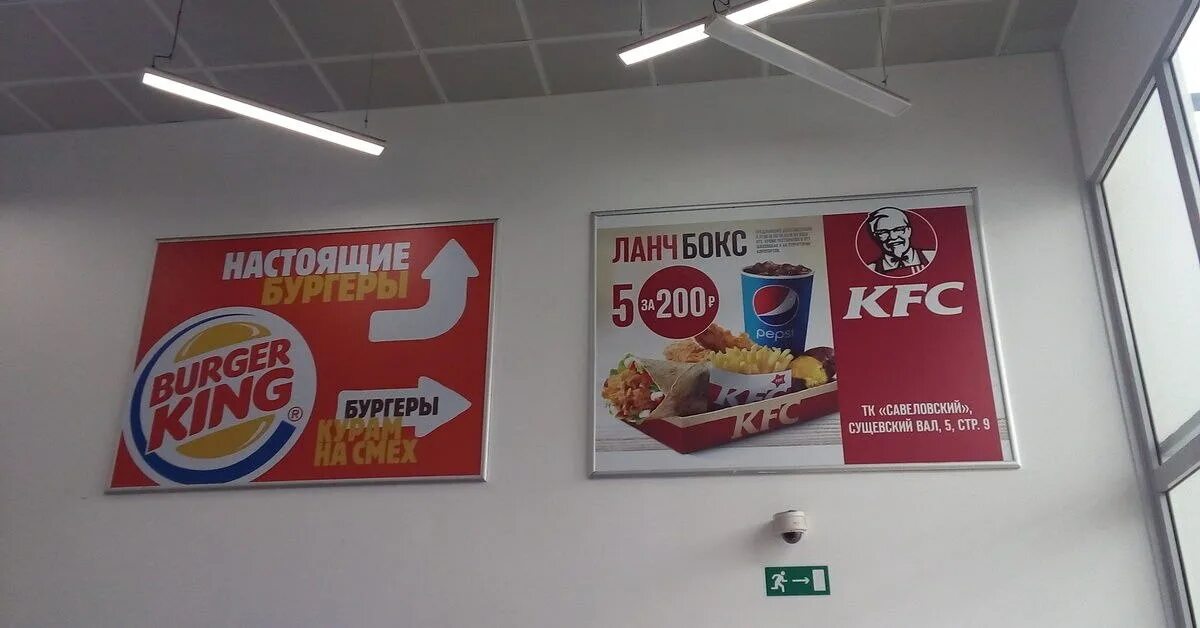 НАСТОЯЩИЕ
БУРГЕРЫ
BURGER
KING®
БУРГЕРЫ
КУРАМ
НА СМЕХ
ЛАНЧ БОКС
5 ЗА 200 ₽
pepsi
KFC
KFC
KFC
ТК «САВЕЛОВСКИЙ»,
СУЩЕВСКИЙ ВАЛ, 5, СТР. 9